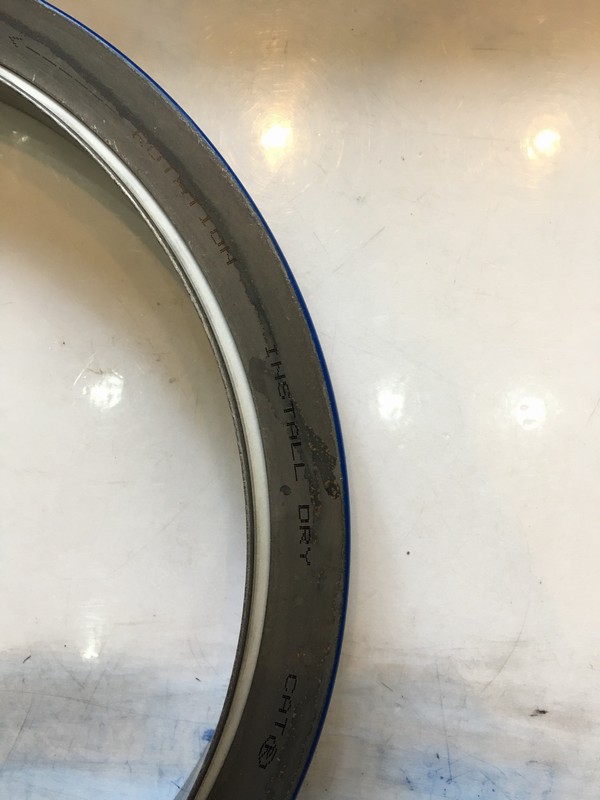 <----- ROTATION
INSTALL DRY
CAT®